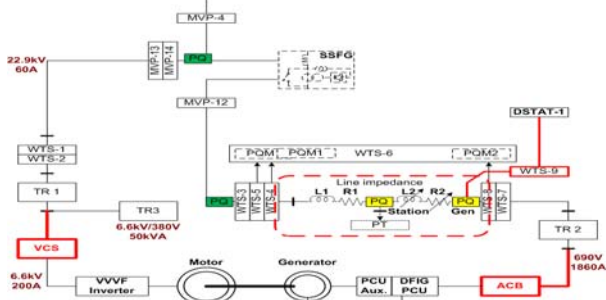 MVP-4
MVP-13
MVP-14
PQ
SSFG
22.9kV
60A
MVP-12
DSTAT-1
WTS-1
WTS-2
PQM
PQM1
WTS-6
PQM2
WTS-9
Line impedance
TR 1
TR3
PQ
WTS-3
WTS-5
WTS-4
L1
R1
PQ
L2
R2
PQ
WTS-8
WTS-7
Station
Gen
PT
6.6kV/380V
50kVA
TR 2
VCS
690V
1860A
6.6kV
200A
VVVF
Inverter
Motor
Generator
PCU
Aux.
DFIG
PCU
ACB